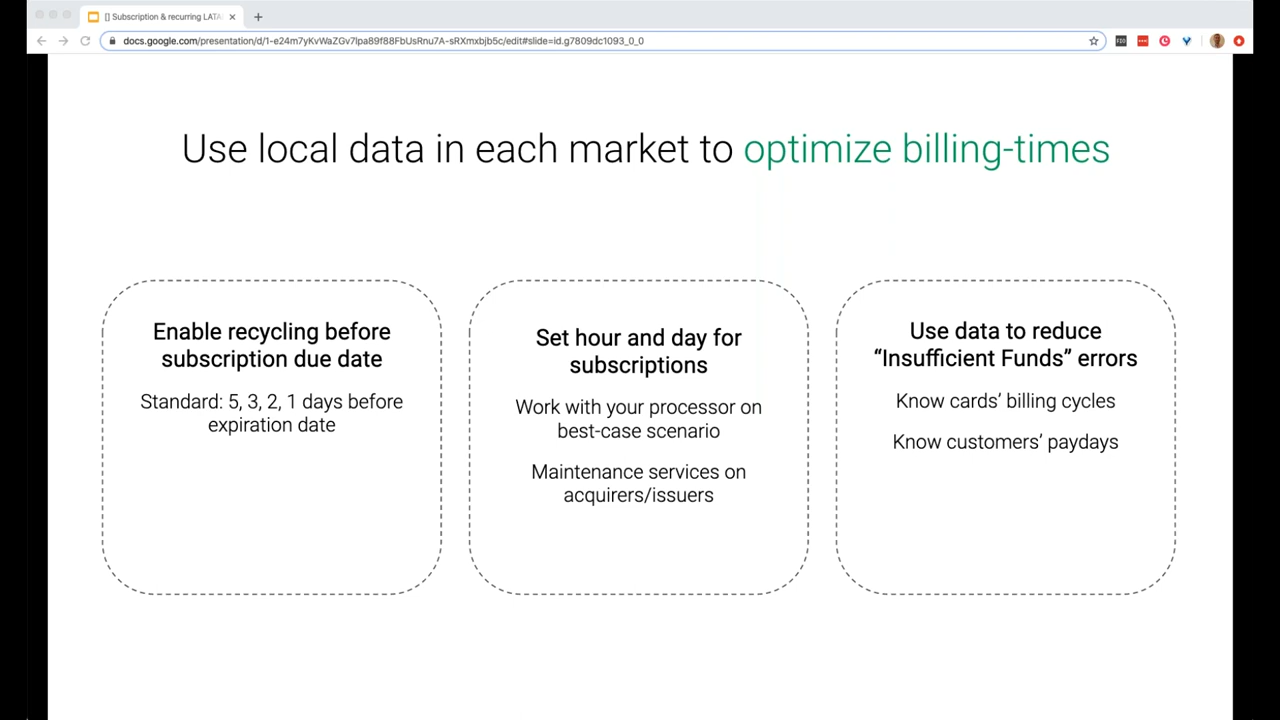 [] Subscription & recurring LATA
docs.google.com/presentation/d/1-e24m7yKvWaZGv7lpa89f88FbUsRnu7A-sRXmxbjb5c/edit#slide=id.g7809dc1093_0_0
Use local data in each market to optimize billing-times
Enable recycling before
subscription due date
Standard: 5, 3, 2, 1 days before
expiration date
Set hour and day for
subscriptions
Work with your processor on
best-case scenario
Maintenance services on
acquirers/issuers
Use data to reduce
“Insufficient Funds” errors
Know cards’ billing cycles
Know customers’ paydays